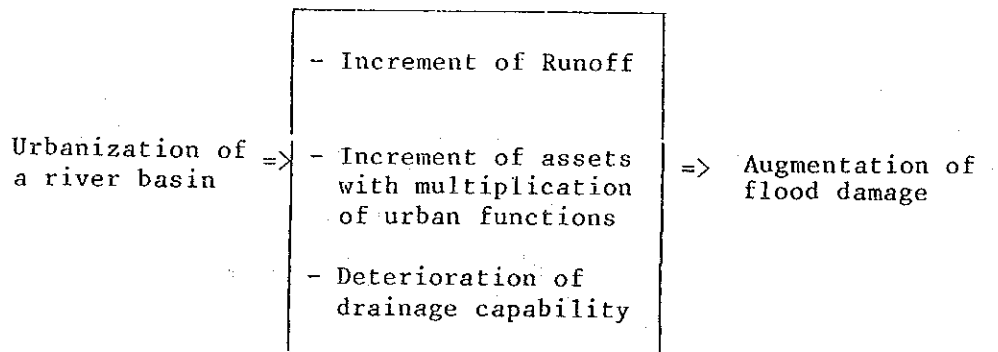 - Increment of Runoff
Urbanization of
a river basin
=>
- Increment of assets
with multiplication
of urban functions
=>
Augmentation of
flood damage
- Deterioration of
drainage capability